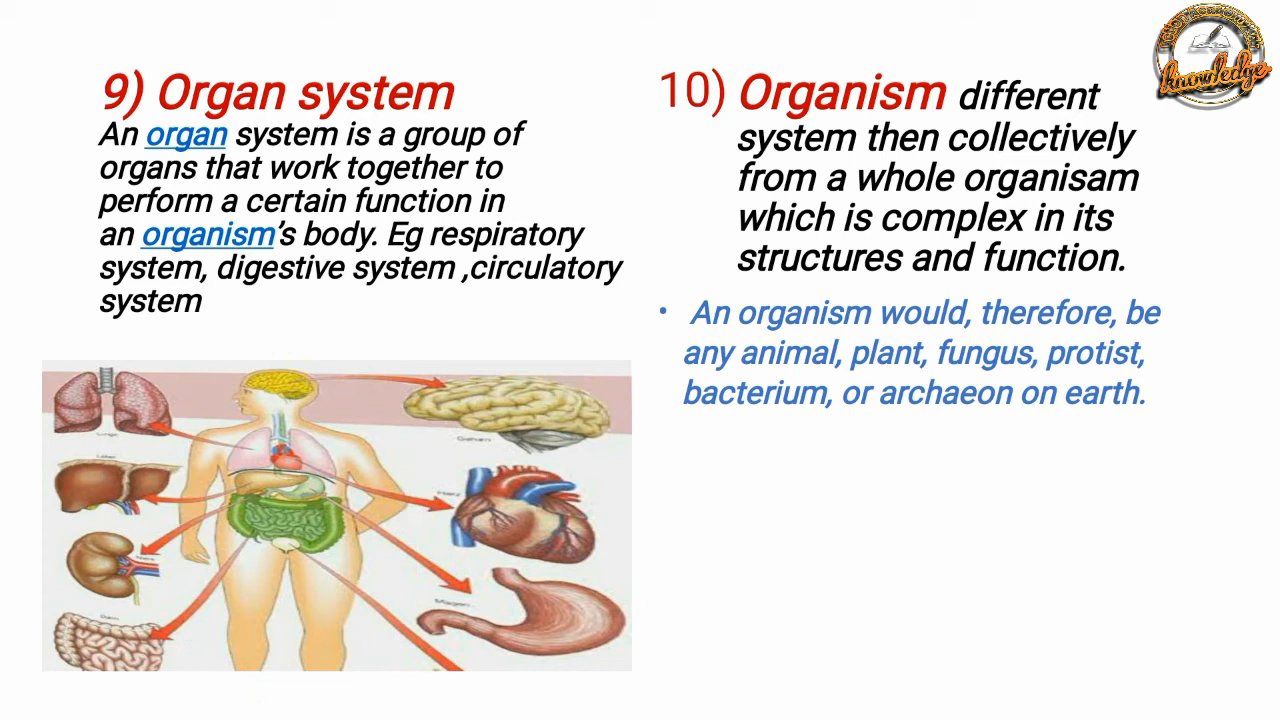 9) Organ system
An organ system is a group of
organs that work together to
perform a certain function in
an organism's body. Eg respiratory
system, digestive system ,circulatory
system
10) Organism different
system then collectively
from a whole organisam
which is complex in its
structures and function.
• An organism would, therefore, be
any animal, plant, fungus, protist,
bacterium, or archaeon on earth.
knowledge
Magen